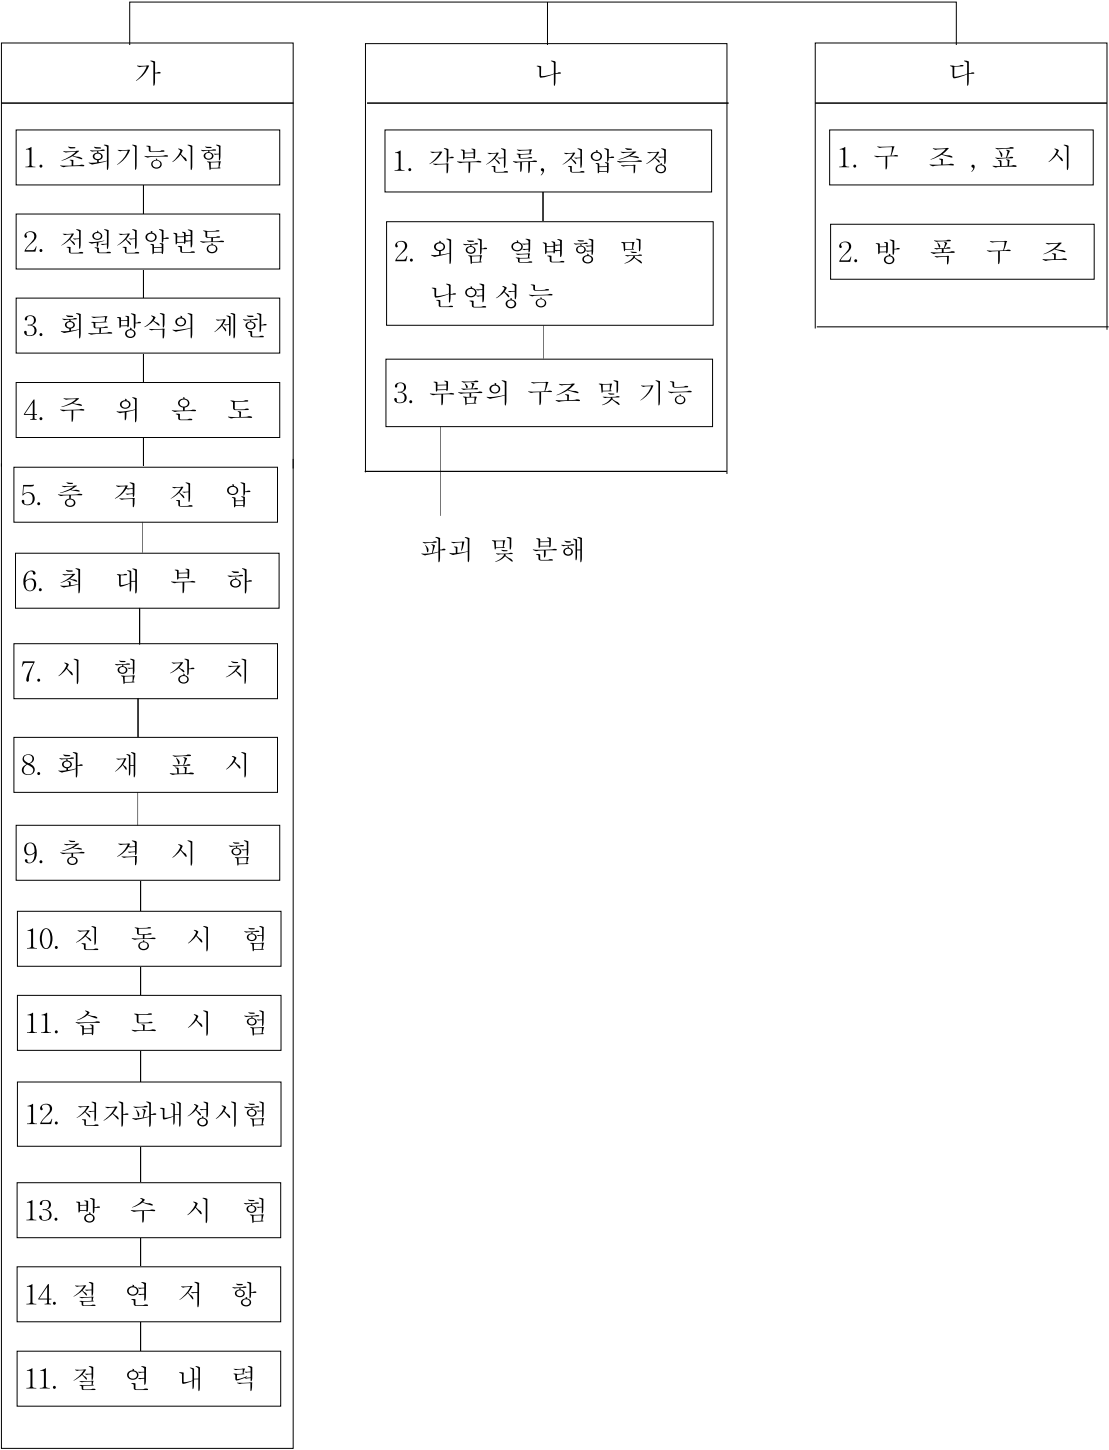 가
1. 초회기능시험
2. 전원전압변동
3. 회로방식의 제한
4. 주 위 온 도
5. 충 격 전 압
6. 최 대 부 하
7. 시 험 장 치
8. 화 재 표 시
9. 충 격 시 험
10. 진 동 시 험
11. 습 도 시 험
12. 전자파내성시험
13. 방 수 시 험
14. 절 연 저 항
11. 절 연 내 력
나
1. 각부전류, 전압측정
2. 외함 열변형 및
난연성능
3. 부품의 구조 및 기능
파괴 및 분해
다
1. 구 조 , 표 시
2. 방 폭 구 조